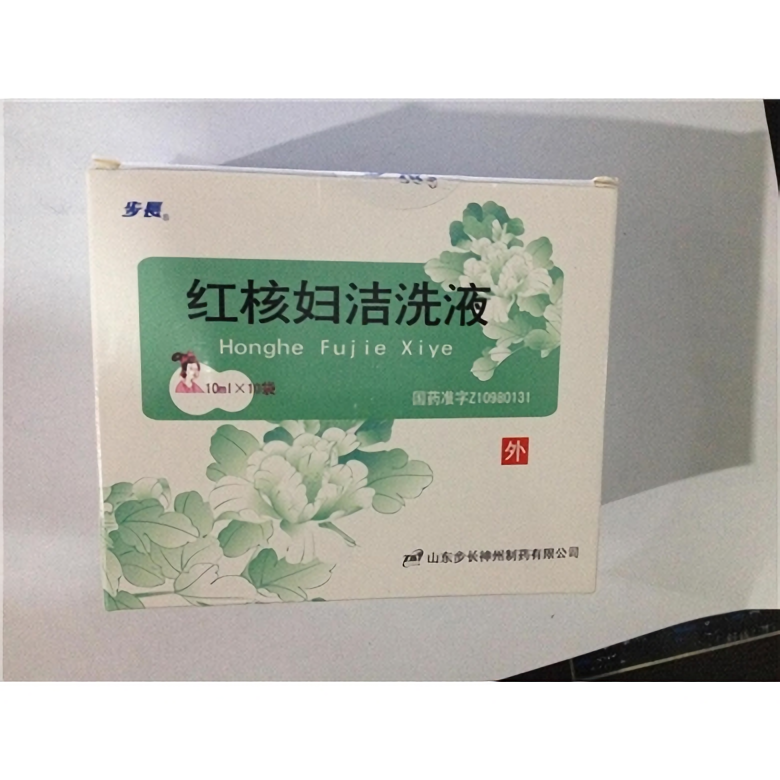 步長®
红核妇洁洗液
Honghe Fujie Xiye
10ml×10袋
国药准字Z10980131
外
山东步长神州制药有限公司